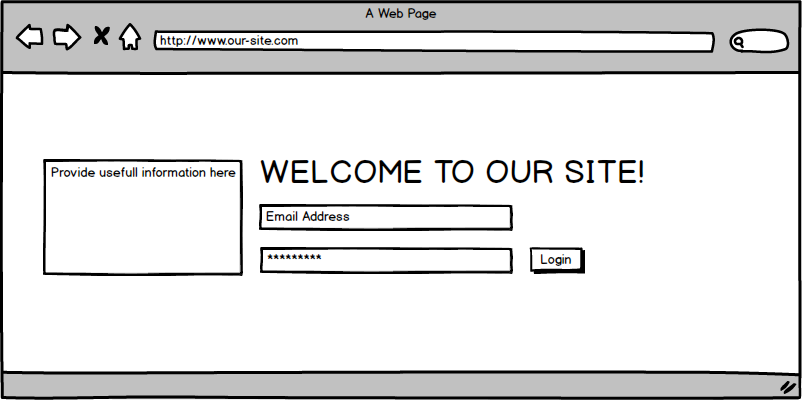 A Web Page
http://www.our-site.com
Provide usefull information here
WELCOME TO OUR SITE!
Email Address
*********
Login